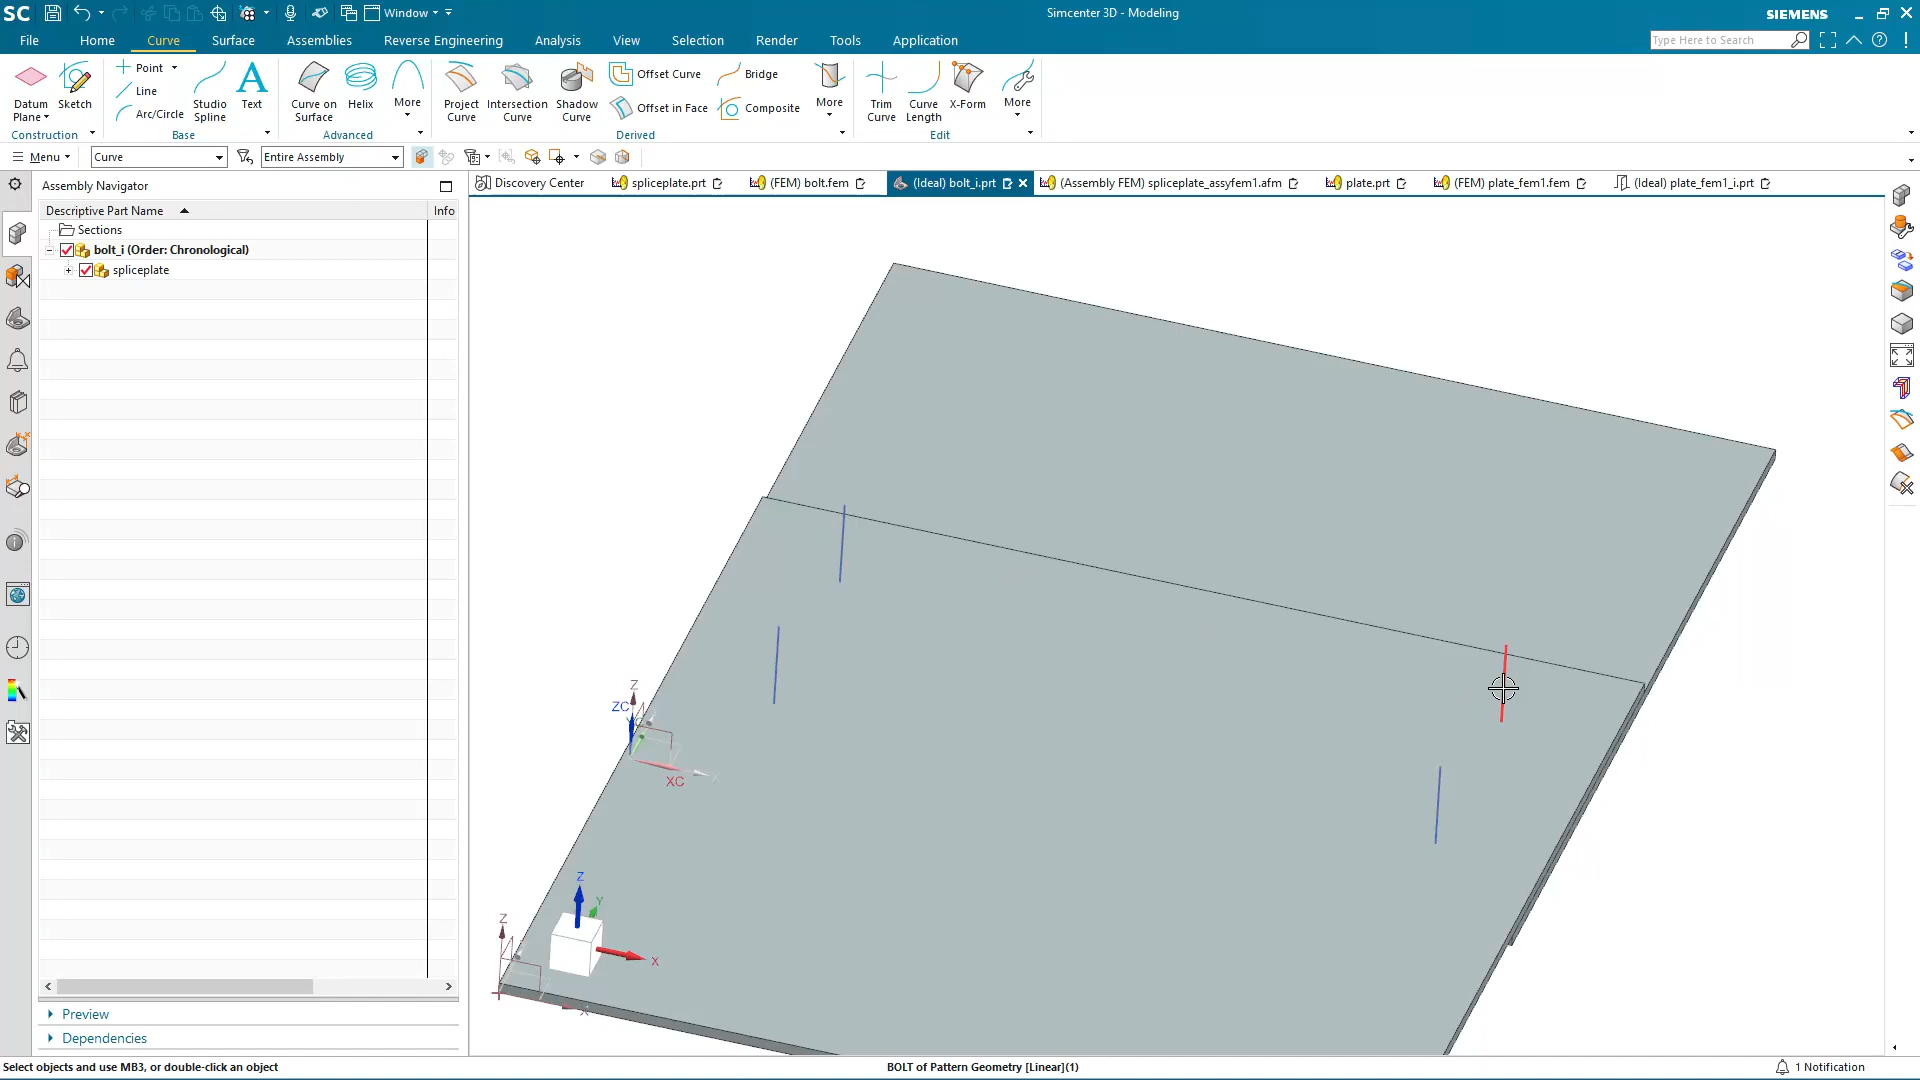 SC
Window
Simcenter 3D - Modeling
SIEMENS
File
Home
Curve
Surface
Assemblies
Reverse Engineering
Analysis
View
Selection
Render
Tools
Application
Type Here to Search
Datum Plane
Sketch
Point
Line
Arc/Circle
Studio Spline
Text
Curve on Surface
Helix
More
Project Curve
Intersection Curve
Shadow Curve
Offset Curve
Offset in Face
Bridge
Composite
More
Trim Curve
Curve Length
X-Form
More
Construction
Base
Advanced
Derived
Edit
Menu
Curve
Entire Assembly
Assembly Navigator
Discovery Center
spliceplate.prt
(FEM) bolt.fem
(Ideal) bolt_i.prt
(Assembly FEM) spliceplate_assyfem1.afm
plate.prt
(FEM) plate_fem1.fem
(Ideal) plate_fem1_i.prt
Descriptive Part Name
Info
Sections
bolt_i (Order: Chronological)
spliceplate
Z
ZC
XC
Z
Y
X
Z
X
Preview
Dependencies
Select objects and use MB3, or double-click an object
BOLT of Pattern Geometry [Linear](1)
1 Notification